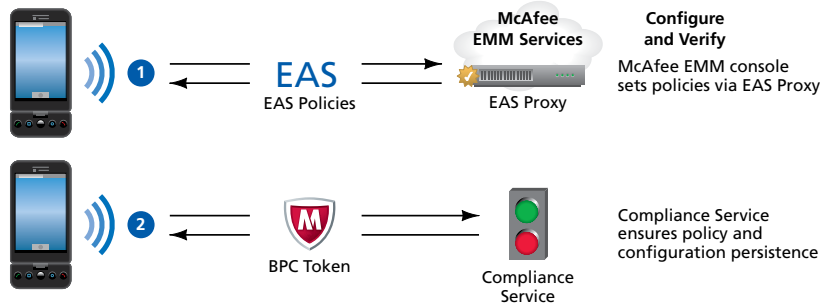 McAfee
EMM Services
Configure
and Verify
1
EAS
EAS Policies
EAS Proxy
McAfee EMM console
sets policies via EAS Proxy
2
M
BPC Token
Compliance
Service
Compliance Service
ensures policy and
configuration persistence